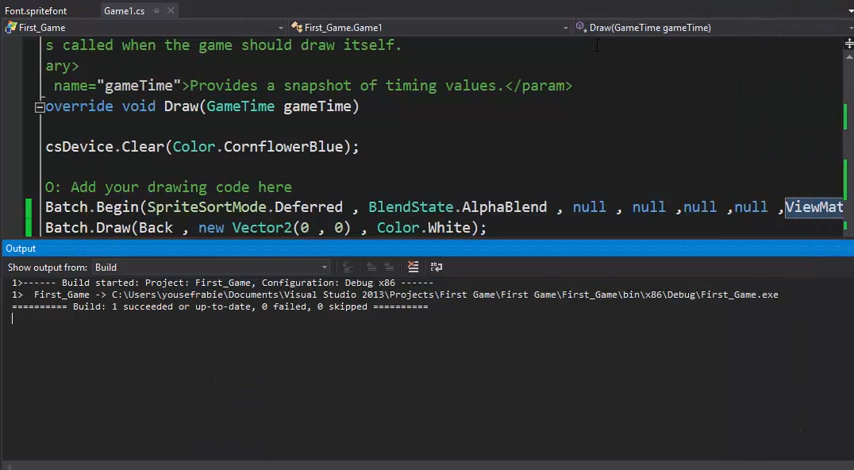 Font.spritefont Game1.cs
First_Game First_Game.Game1 Draw(GameTime gameTime)
s called when the game should draw itself.
ary>
name="gameTime">Provides a snapshot of timing values.</param>
override void Draw(GameTime gameTime)
csDevice.Clear(Color.CornflowerBlue);
O: Add your drawing code here
Batch.Begin(SpriteSortMode.Deferred , BlendState.AlphaBlend , null , null ,null ,null ,ViewMat
Batch.Draw(Back , new Vector2(0 , 0) , Color.White);
Output
Show output from: Build
1>------ Build started: Project: First_Game, Configuration: Debug x86 ------
1> First_Game -> C:\Users\yousefrabie\Documents\Visual Studio 2013\Projects\First Game\First Game\First_Game\bin\x86\Debug\First_Game.exe
========== Build: 1 succeeded or up-to-date, 0 failed, 0 skipped ==========